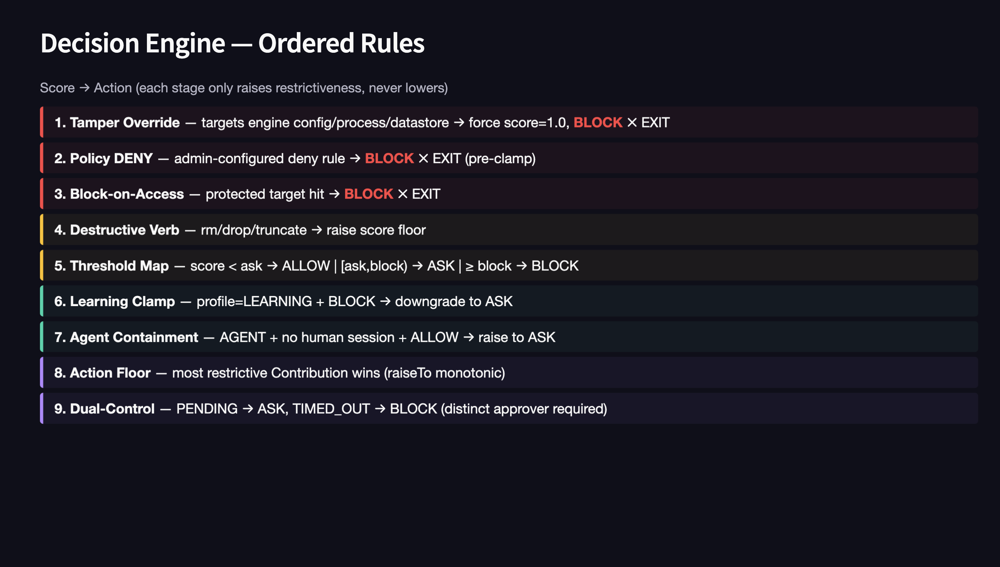 Decision Engine — Ordered Rules
Score → Action (each stage only raises restrictiveness, never lowers)
1. Tamper Override — targets engine config/process/datastore → force score=1.0, BLOCK ✕ EXIT
2. Policy DENY — admin-configured deny rule → BLOCK ✕ EXIT (pre-clamp)
3. Block-on-Access — protected target hit → BLOCK ✕ EXIT
4. Destructive Verb — rm/drop/truncate → raise score floor
5. Threshold Map — score < ask → ALLOW | [ask,block) → ASK | ≥ block → BLOCK
6. Learning Clamp — profile=LEARNING + BLOCK → downgrade to ASK
7. Agent Containment — AGENT + no human session + ALLOW → raise to ASK
8. Action Floor — most restrictive Contribution wins (raiseTo monotonic)
9. Dual-Control — PENDING → ASK, TIMED_OUT → BLOCK (distinct approver required)